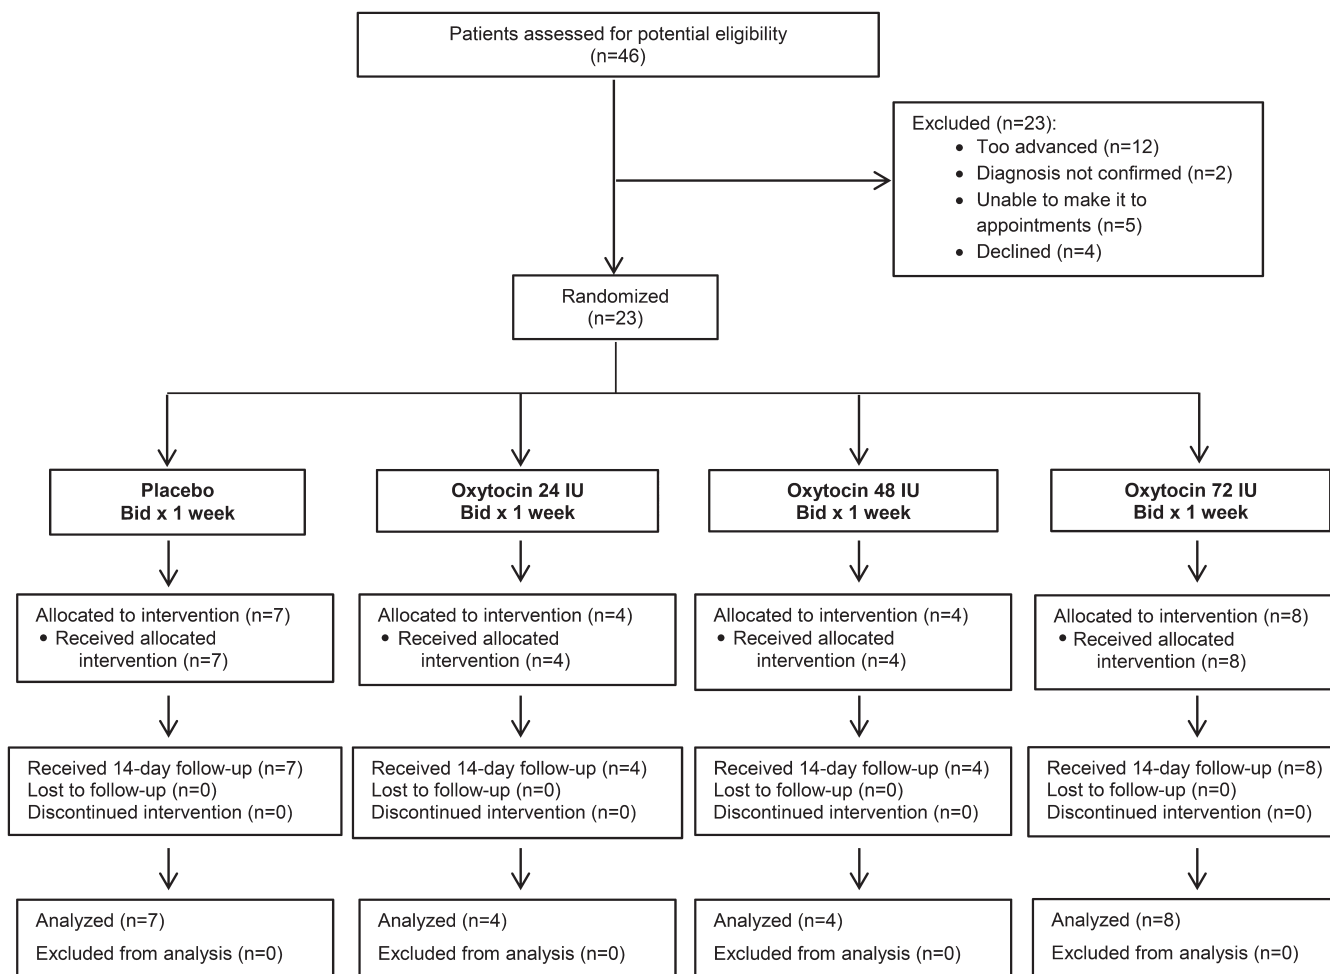 Patients assessed for potential eligibility
(n=46)
Excluded (n=23):
• Too advanced (n=12)
• Diagnosis not confirmed (n=2)
• Unable to make it to
appointments (n=5)
• Declined (n=4)
Randomized
(n=23)
Placebo
Bid x 1 week
Oxytocin 24 IU
Bid x 1 week
Oxytocin 48 IU
Bid x 1 week
Oxytocin 72 IU
Bid x 1 week
Allocated to intervention (n=7)
• Received allocated
intervention (n=7)
Allocated to intervention (n=4)
• Received allocated
intervention (n=4)
Allocated to intervention (n=4)
• Received allocated
intervention (n=4)
Allocated to intervention (n=8)
• Received allocated
intervention (n=8)
Received 14-day follow-up (n=7)
Lost to follow-up (n=0)
Discontinued intervention (n=0)
Received 14-day follow-up (n=4)
Lost to follow-up (n=0)
Discontinued intervention (n=0)
Received 14-day follow-up (n=4)
Lost to follow-up (n=0)
Discontinued intervention (n=0)
Received 14-day follow-up (n=8)
Lost to follow-up (n=0)
Discontinued intervention (n=0)
Analyzed (n=7)
Excluded from analysis (n=0)
Analyzed (n=4)
Excluded from analysis (n=0)
Analyzed (n=4)
Excluded from analysis (n=0)
Analyzed (n=8)
Excluded from analysis (n=0)